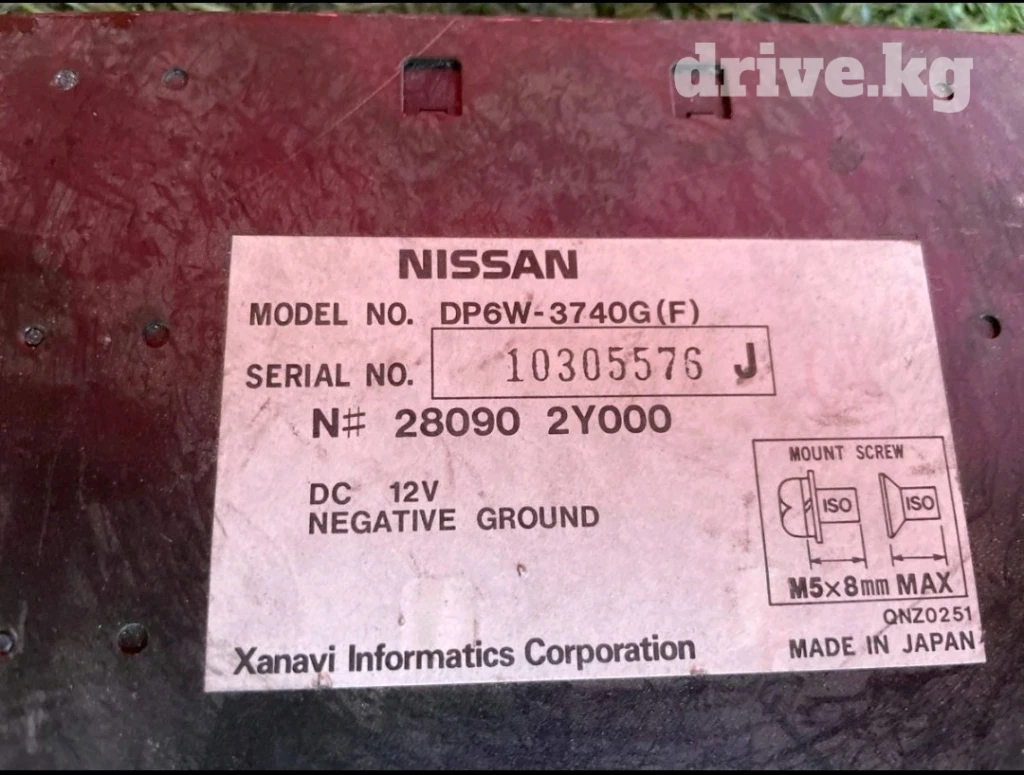 drive.kg
NISSAN
MODEL NO. DP6W-3740G(F)
SERIAL NO. 10305576 J
N# 28090 2Y000
DC 12V
NEGATIVE GROUND
MOUNT SCREW
ISO ISO
M5×8mm MAX
QNZ0251
Xanavi Informatics Corporation
MADE IN JAPAN